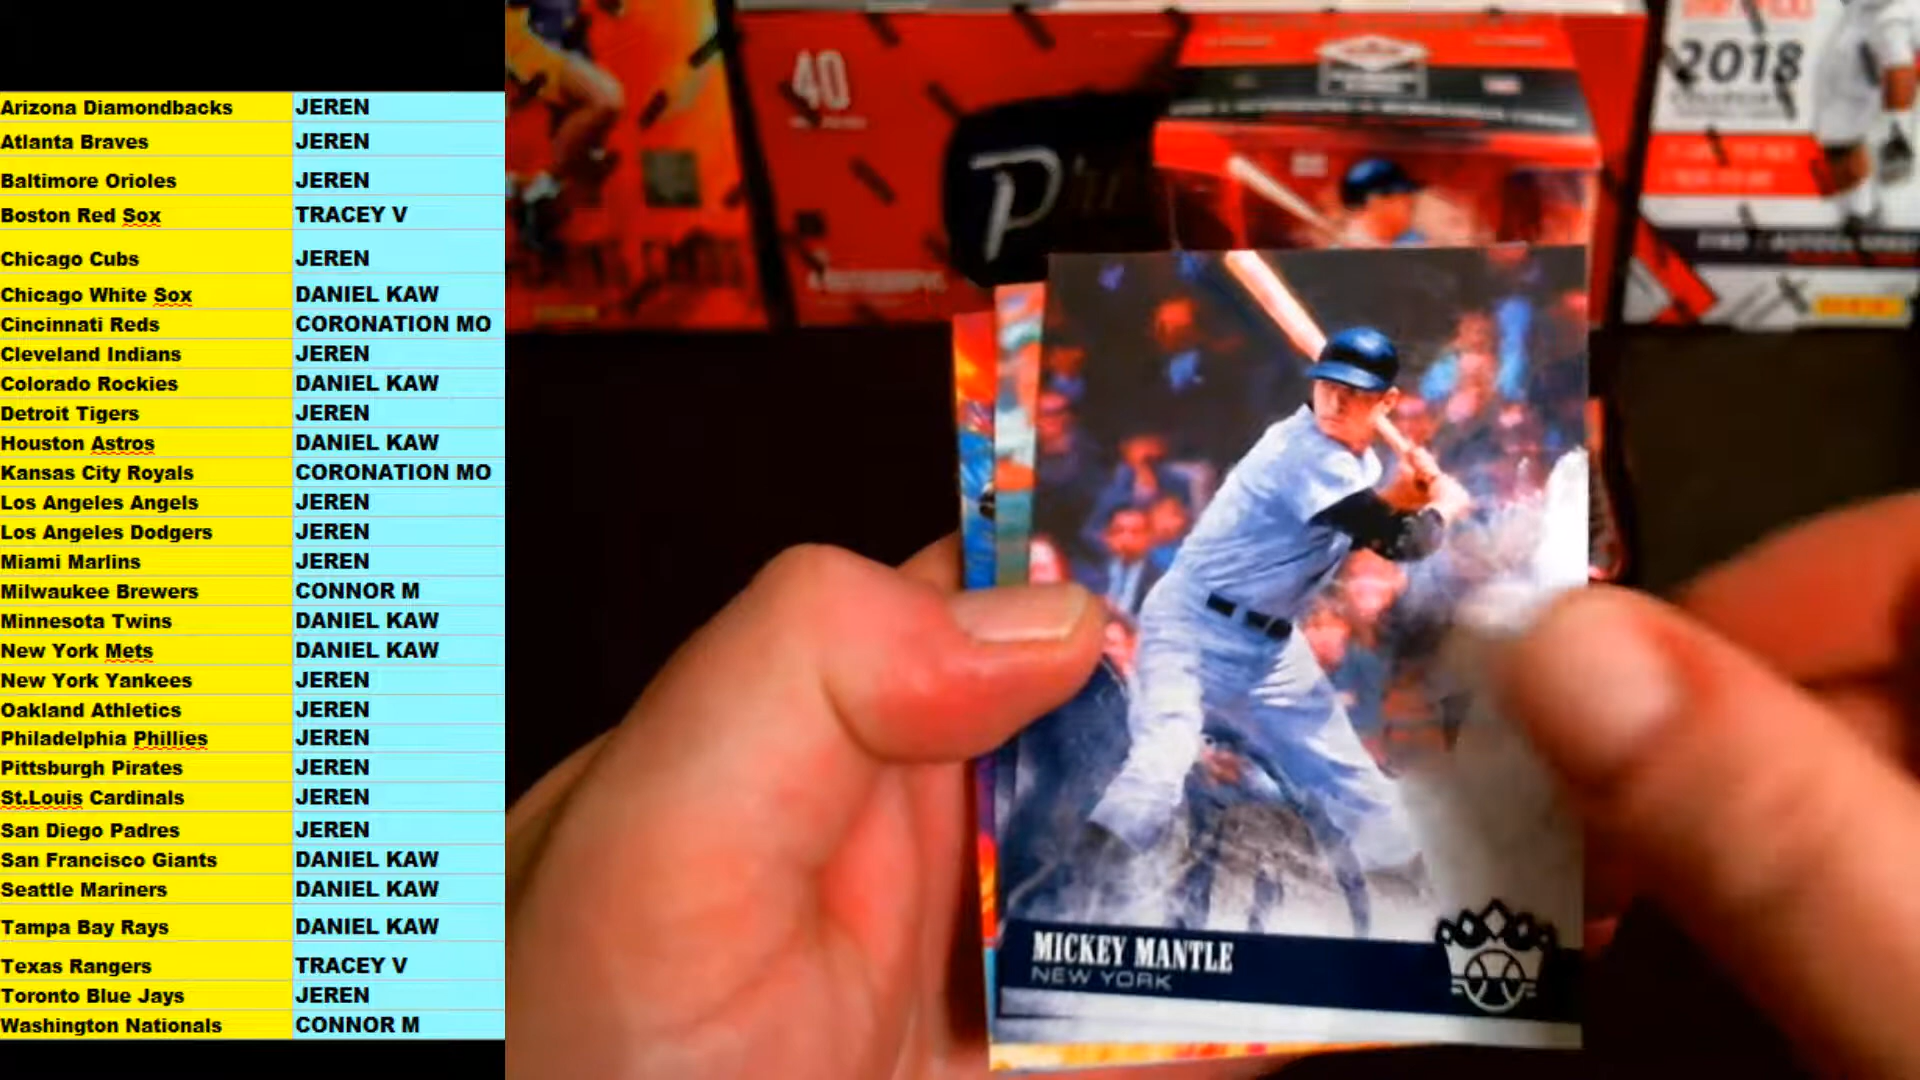 Arizona Diamondbacks JEREN
Atlanta Braves JEREN
Baltimore Orioles JEREN
Boston Red Sox TRACEY V
Chicago Cubs JEREN
Chicago White Sox DANIEL KAW
Cincinnati Reds CORONATION MO
Cleveland Indians JEREN
Colorado Rockies DANIEL KAW
Detroit Tigers JEREN
Houston Astros DANIEL KAW
Kansas City Royals CORONATION MO
Los Angeles Angels JEREN
Los Angeles Dodgers JEREN
Miami Marlins JEREN
Milwaukee Brewers CONNOR M
Minnesota Twins DANIEL KAW
New York Mets DANIEL KAW
New York Yankees JEREN
Oakland Athletics JEREN
Philadelphia Phillies JEREN
Pittsburgh Pirates JEREN
St.Louis Cardinals JEREN
San Diego Padres JEREN
San Francisco Giants DANIEL KAW
Seattle Mariners DANIEL KAW
Tampa Bay Rays DANIEL KAW
Texas Rangers TRACEY V
Toronto Blue Jays JEREN
Washington Nationals CONNOR M
40
2018
MICKEY MANTLE
NEW YORK